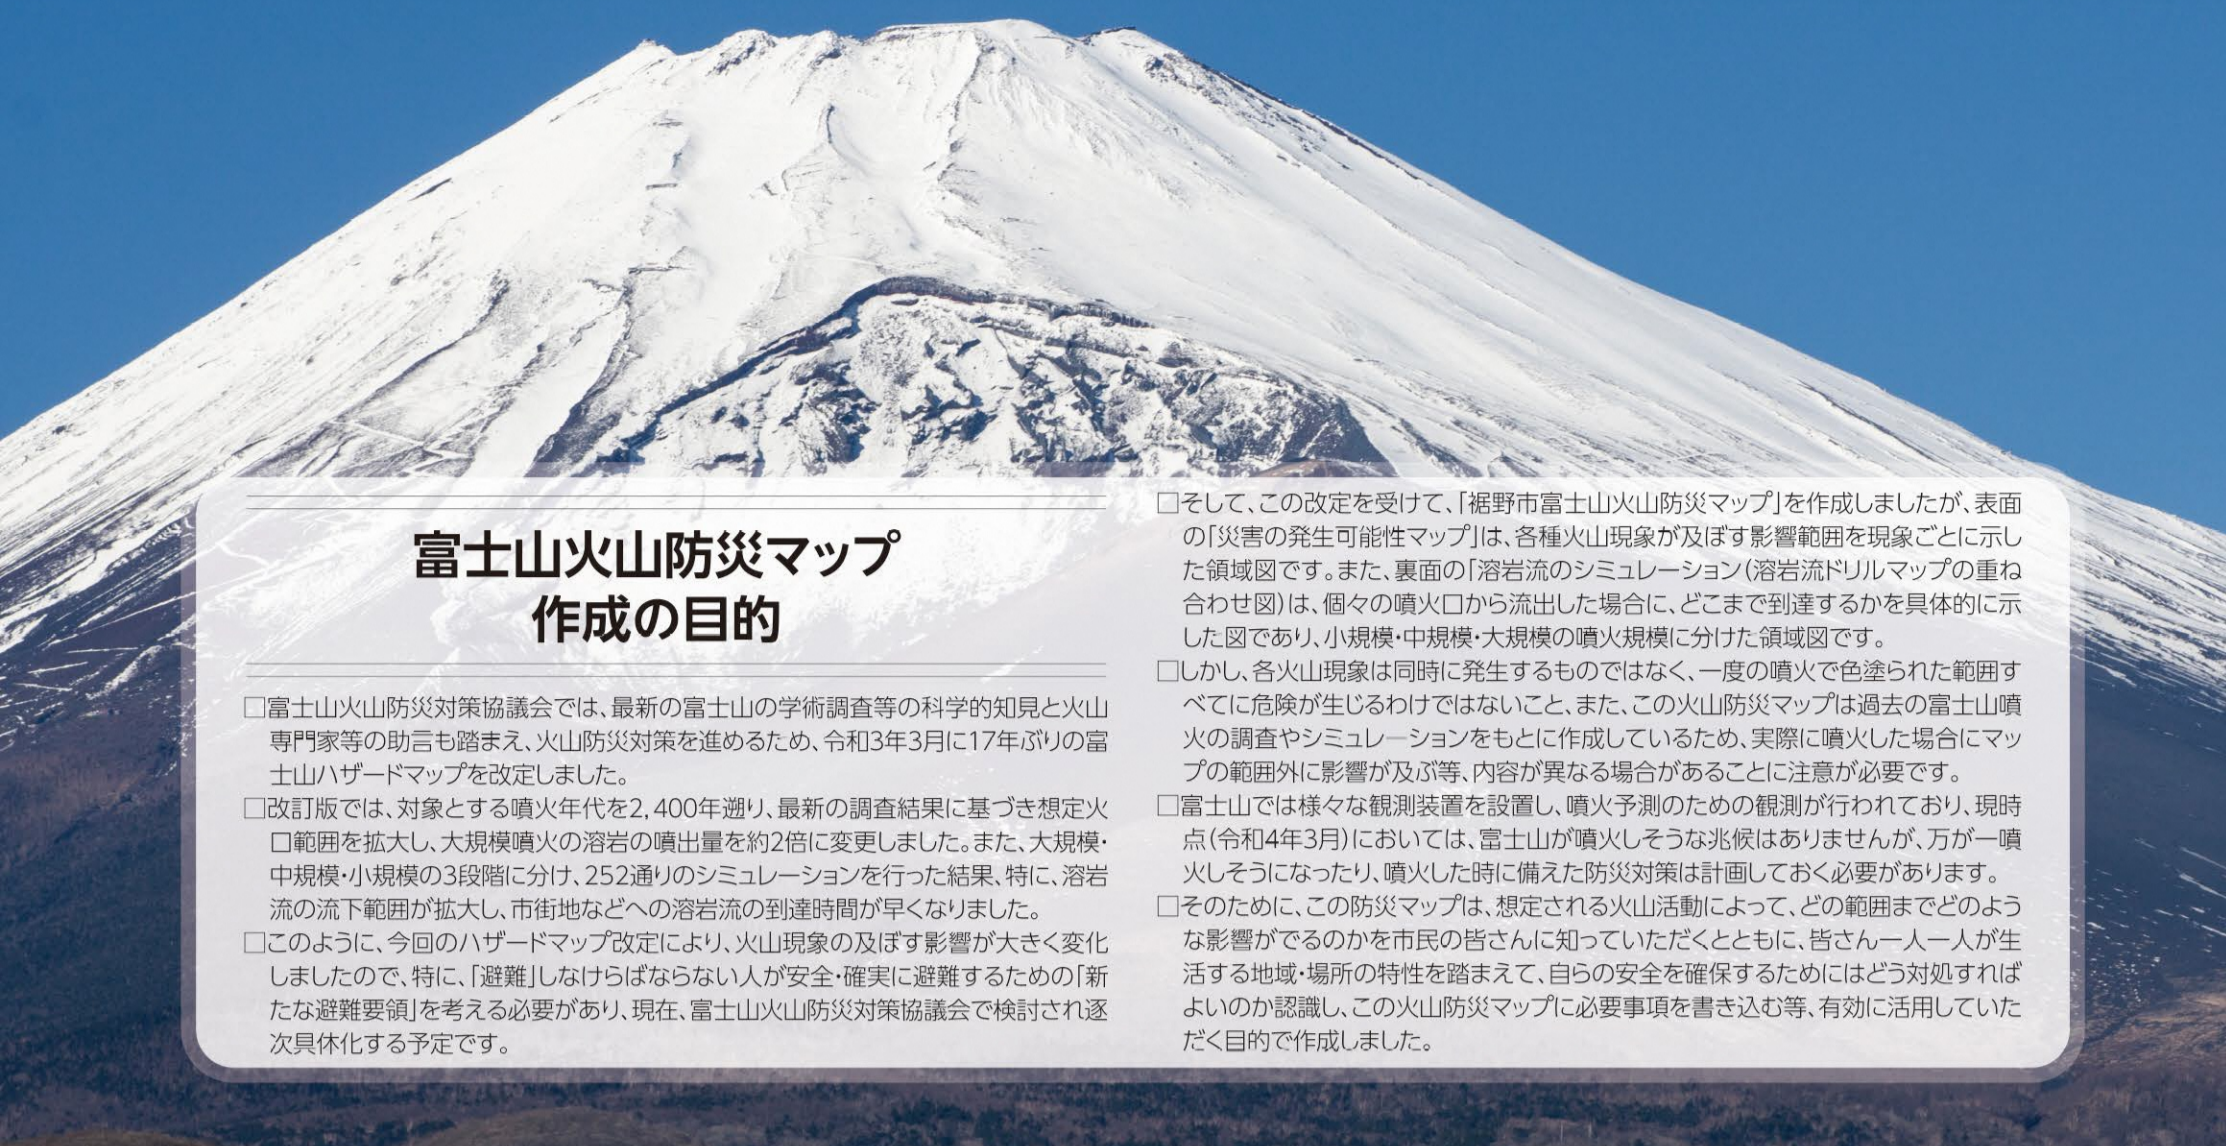 富士山火山防災マップ
作成の目的
□富士山火山防災対策協議会では、最新の富士山の学術調査等の科学的知見と火山
専門家等の助言も踏まえ、火山防災対策を進めるため、令和3年3月に17年ぶりの富
士山ハザードマップを改定しました。
□改訂版では、対象とする噴火年代を2,400年遡り、最新の調査結果に基づき想定火
口範囲を拡大し、大規模噴火の溶岩の噴出量を約2倍に変更しました。また、大規模・
中規模・小規模の3段階に分け、252通りのシミュレーションを行った結果、特に、溶岩
流の流下範囲が拡大し、市街地などへの溶岩流の到達時間が早くなりました。
□このように、今回のハザードマップ改定により、火山現象の及ぼす影響が大きく変化
しましたので、特に、「避難」しなけらばならない人が安全・確実に避難するための「新
たな避難要領」を考える必要があり、現在、富士山火山防災対策協議会で検討され逐
次具体化する予定です。
□そして、この改定を受けて、「裾野市富士山火山防災マップ」を作成しましたが、表面
の「災害の発生可能性マップ」は、各種火山現象が及ぼす影響範囲を現象ごとに示し
た領域図です。また、裏面の「溶岩流のシミュレーション（溶岩流ドリルマップの重ね
合わせ図）は、個々の噴火口から流出した場合に、どこまで到達するかを具体的に示
した図であり、小規模・中規模・大規模の噴火規模に分けた領域図です。
□しかし、各火山現象は同時に発生するものではなく、一度の噴火で色塗られた範囲す
べてに危険が生じるわけではないこと、また、この火山防災マップは過去の富士山噴
火の調査やシミュレーションをもとに作成しているため、実際に噴火した場合にマッ
プの範囲外に影響が及ぶ等、内容が異なる場合があることに注意が必要です。
□富士山では様々な観測装置を設置し、噴火予測のための観測が行われており、現時
点（令和4年3月）においては、富士山が噴火しそうな兆候はありませんが、万が一噴
火しそうになったり、噴火した時に備えた防災対策は計画しておく必要があります。
□そのために、この防災マップは、想定される火山活動によって、どの範囲までどのよう
な影響がでるのかを市民の皆さんに知っていただくとともに、皆さん一人一人が生
活する地域・場所の特性を踏まえて、自らの安全を確保するためにはどう対処すれば
よいのか認識し、この火山防災マップに必要事項を書き込む等、有効に活用していた
だく目的で作成しました。